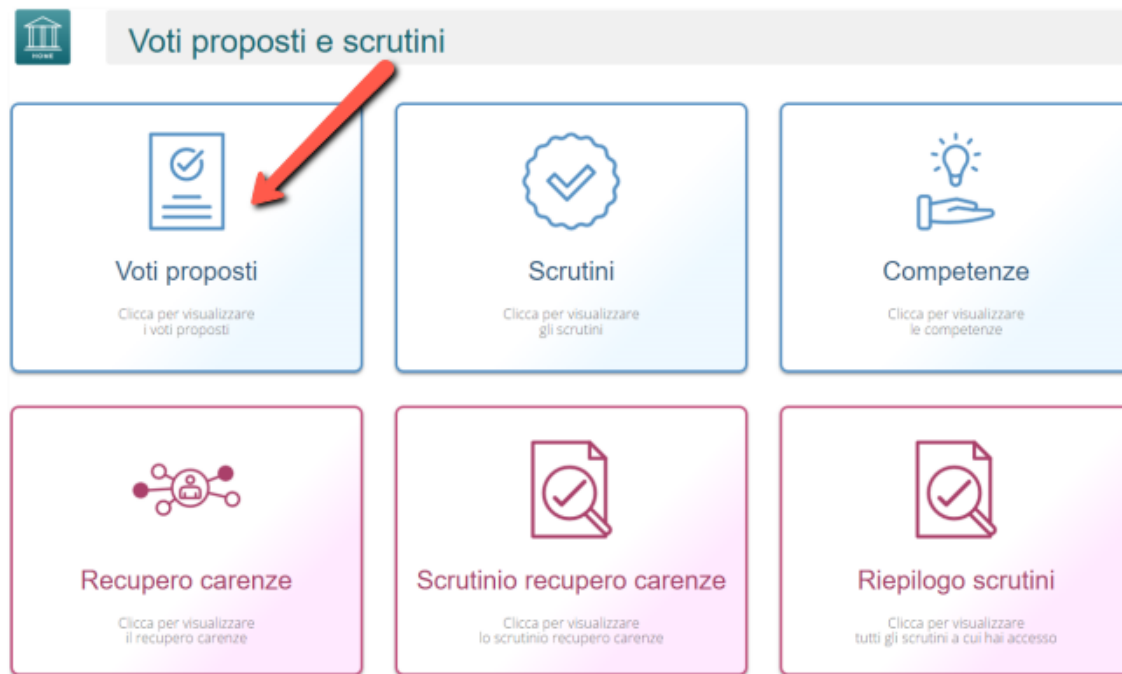 HOME
Voti proposti e scrutini
Voti proposti
Clicca per visualizzare
i voti proposti
Scrutini
Clicca per visualizzare
gli scrutini
Competenze
Clicca per visualizzare
le competenze
Recupero carenze
Clicca per visualizzare
il recupero carenze
Scrutinio recupero carenze
Clicca per visualizzare
lo scrutinio recupero carenze
Riepilogo scrutini
Clicca per visualizzare
tutti gli scrutini a cui hai accesso